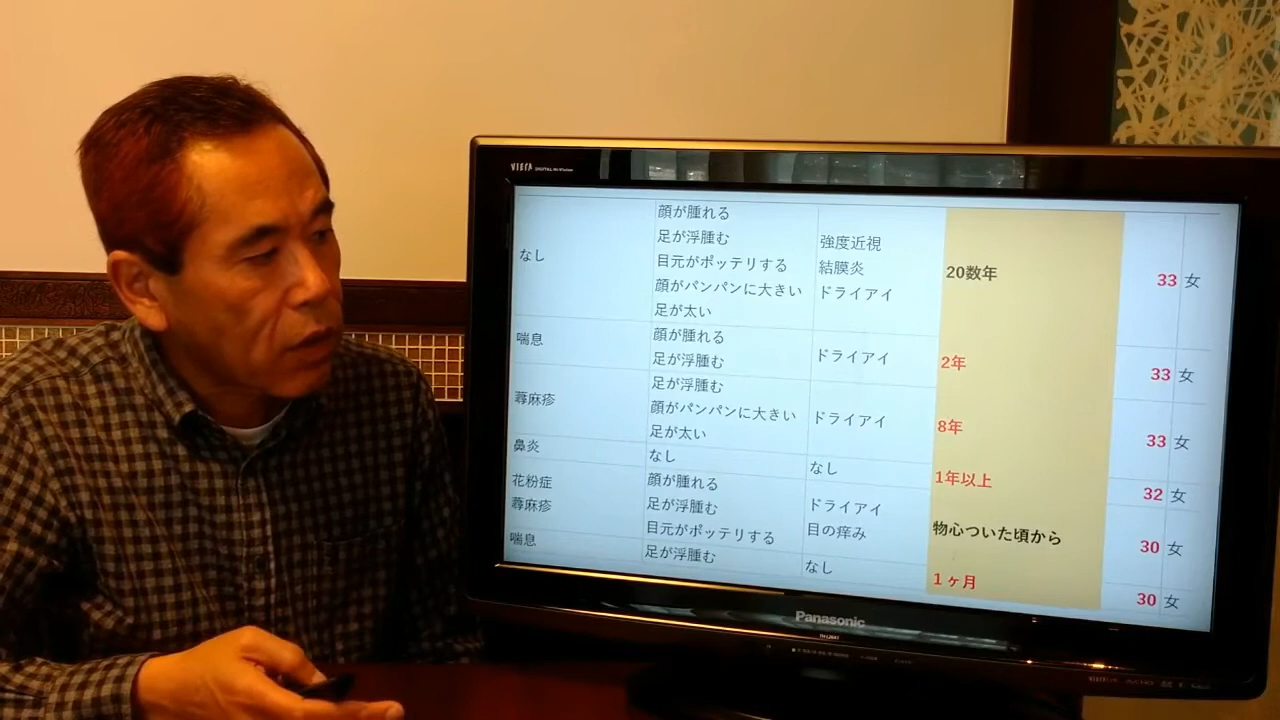 VIERA DIGITAL Hi-Vision
なし
顔が腫れる
足が浮腫む
目元がポッテリする
顔がパンパンに大きい
足が太い
強度近視
結膜炎
ドライアイ
20数年
33 女
喘息
顔が腫れる
足が浮腫む
ドライアイ
2年
33 女
蕁麻疹
足が浮腫む
顔がパンパンに大きい
足が太い
ドライアイ
8年
33 女
鼻炎
なし
なし
1年以上
32 女
花粉症
蕁麻疹
顔が腫れる
足が浮腫む
目元がポッテリする
ドライアイ
目の痒み
物心ついた頃から
30 女
喘息
足が浮腫む
なし
1ヶ月
30 女
Panasonic